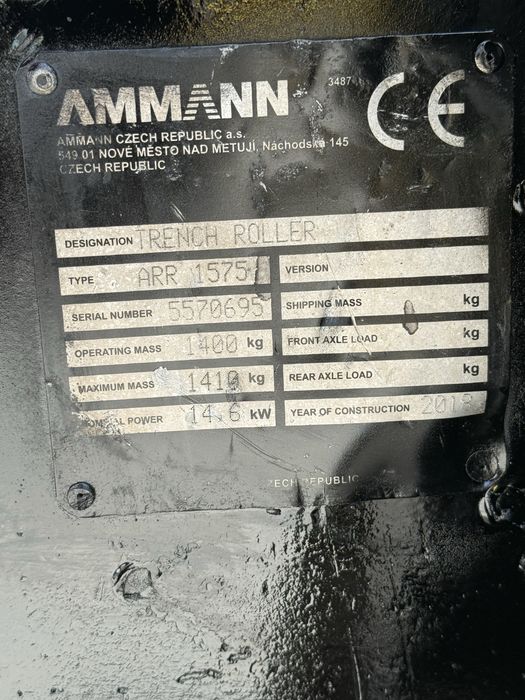 AMMANN
3487
CE
AMMANN CZECH REPUBLIC a.s.
549 01 NOVÉ MĚSTO NAD METUJÍ, Náchodská 145
CZECH REPUBLIC
DESIGNATION TRENCH ROLLER
TYPE ARR 1575 VERSION
SERIAL NUMBER 5570695 SHIPPING MASS kg
OPERATING MASS 1400 kg FRONT AXLE LOAD kg
MAXIMUM MASS 1410 kg REAR AXLE LOAD kg
POWER 14.6 kW YEAR OF CONSTRUCTION
CZECH REPUBLIC